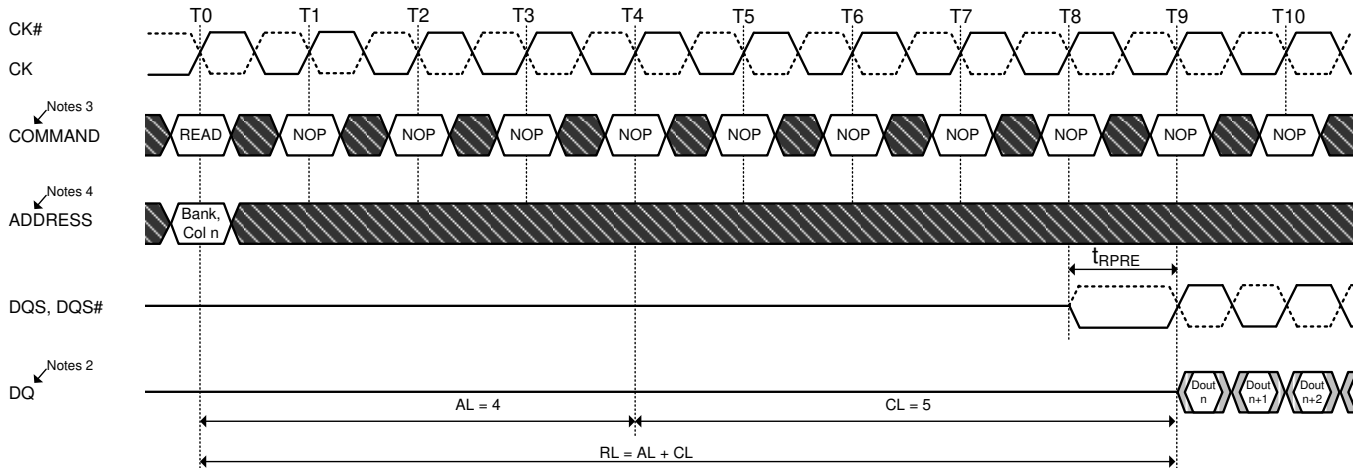 T0 T1 T2 T3 T4 T5 T6 T7 T8 T9 T10
CK#
CK
Notes 3
COMMAND
READ NOP NOP NOP NOP NOP NOP NOP NOP NOP NOP
Notes 4
ADDRESS
Bank,
Col n
tRPRE
DQS, DQS#
Notes 2
DQ
Dout
n
Dout
n+1
Dout
n+2
AL = 4
CL = 5
RL = AL + CL